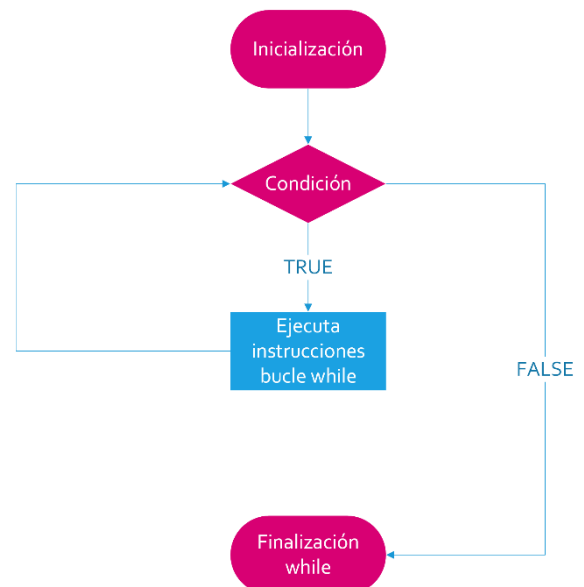 Inicialización
Condición
TRUE
Ejecuta
instrucciones
bucle while
FALSE
Finalización
while